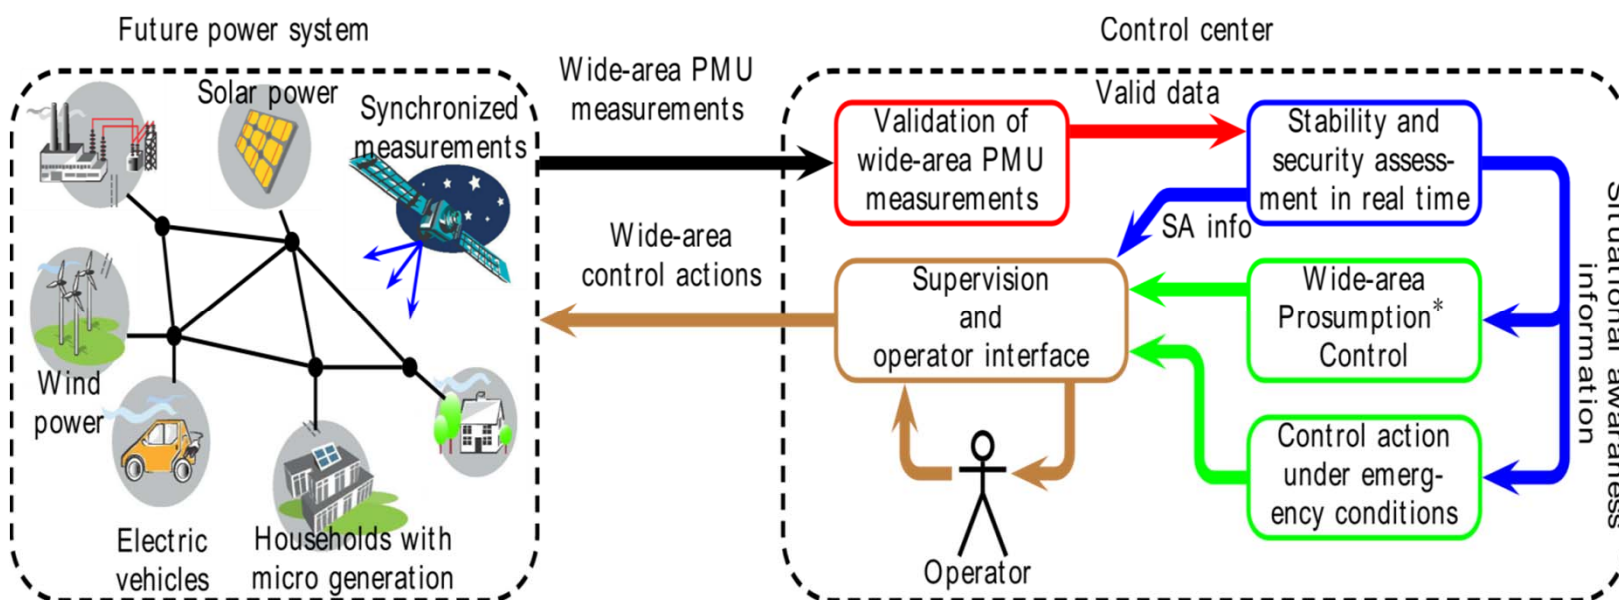 Future power system
Solar power
Synchronized
measurements
Wind
power
Electric
vehicles
Households with
micro generation
Wide-area PMU
measurements
Wide-area
control actions
Control center
Validation of
wide-area PMU
measurements
Valid data
Stability and
security assess-
ment in real time
SA info
Supervision
and
operator interface
Wide-area
Prosumption*
Control
Control action
under emerg-
ency conditions
Operator
Situational awareness
information